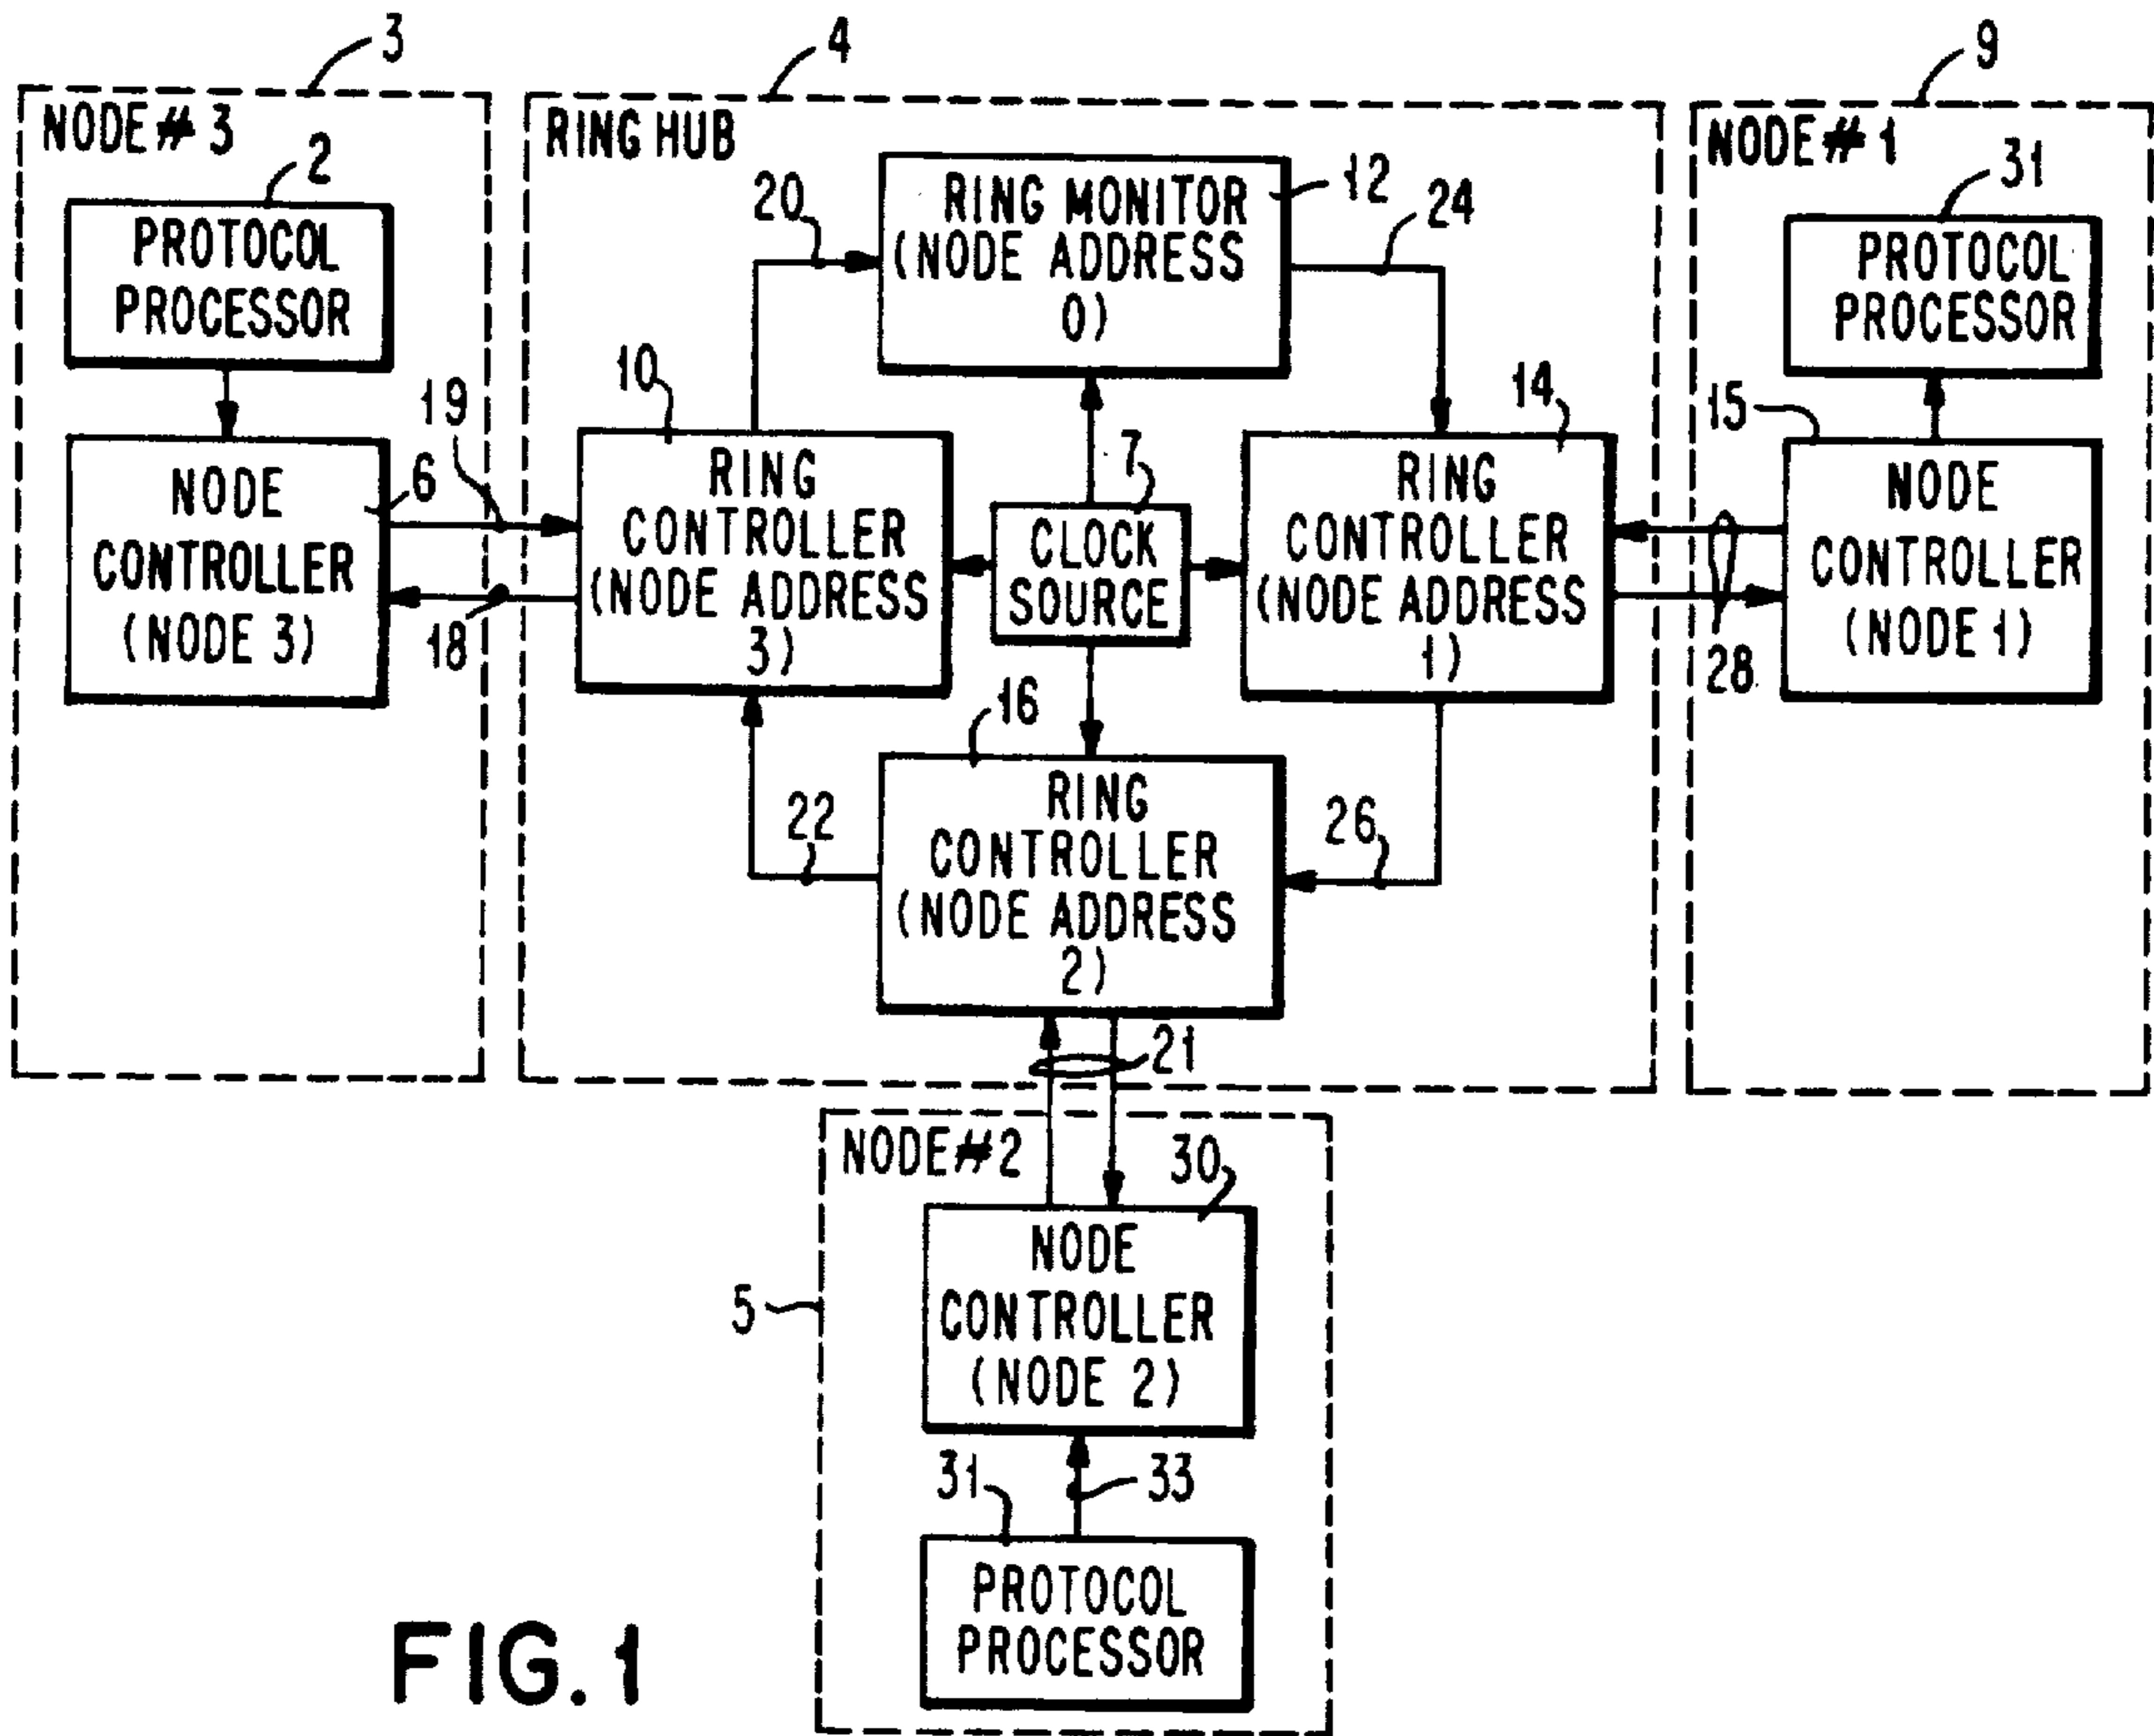 3
4
9
NODE # 3
2
PROTOCOL
PROCESSOR
NODE
CONTROLLER
(NODE 3)
6
19
18
RING HUB
20
RING MONITOR
(NODE ADDRESS
0)
12
24
10
RING
CONTROLLER
(NODE ADDRESS
3)
7
CLOCK
SOURCE
14
RING
CONTROLLER
(NODE ADDRESS
1)
16
22
RING
CONTROLLER
(NODE ADDRESS
2)
26
21
NODE # 1
31
PROTOCOL
PROCESSOR
15
NODE
CONTROLLER
(NODE 1)
28
NODE #2
30
5
NODE
CONTROLLER
(NODE 2)
31
33
PROTOCOL
PROCESSOR
FIG. 1